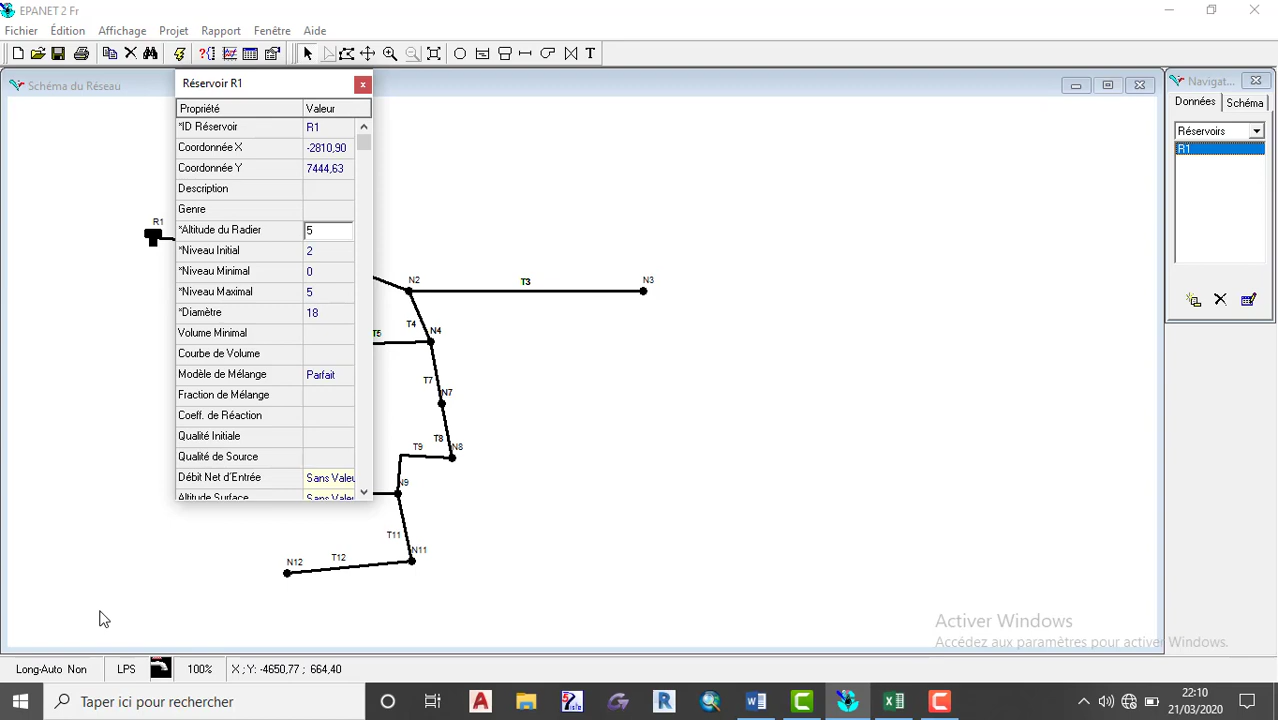 EPANET 2 Fr
Fichier Édition Affichage Projet Rapport Fenêtre Aide
Schéma du Réseau
Réservoir R1
Propriété Valeur
*ID Réservoir R1
Coordonnée X -2810,90
Coordonnée Y 7444,63
Description
Genre
*Altitude du Radier 5
*Niveau Initial 2
*Niveau Minimal 0
*Niveau Maximal 5
*Diamètre 18
Volume Minimal
Courbe de Volume
Modèle de Mélange Parfait
Fraction de Mélange
Coeff. de Réaction
Qualité Initiale
Qualité de Source
Débit Net d'Entrée Sans Valeu
Altitude Surface Sans Valeu
R1
N2 T3 N3
T4 N4
T5
T7
N7
T8 N8
T9
N9
T11
N11
N12 T12
Navigat...
Données Schéma
Réservoirs
R1
Activer Windows
Accédez aux paramètres pour activer Windows.
Long-Auto Non LPS 100% X ;Y: -4650,77 ; 664,40
Taper ici pour rechercher
22:10
21/03/2020